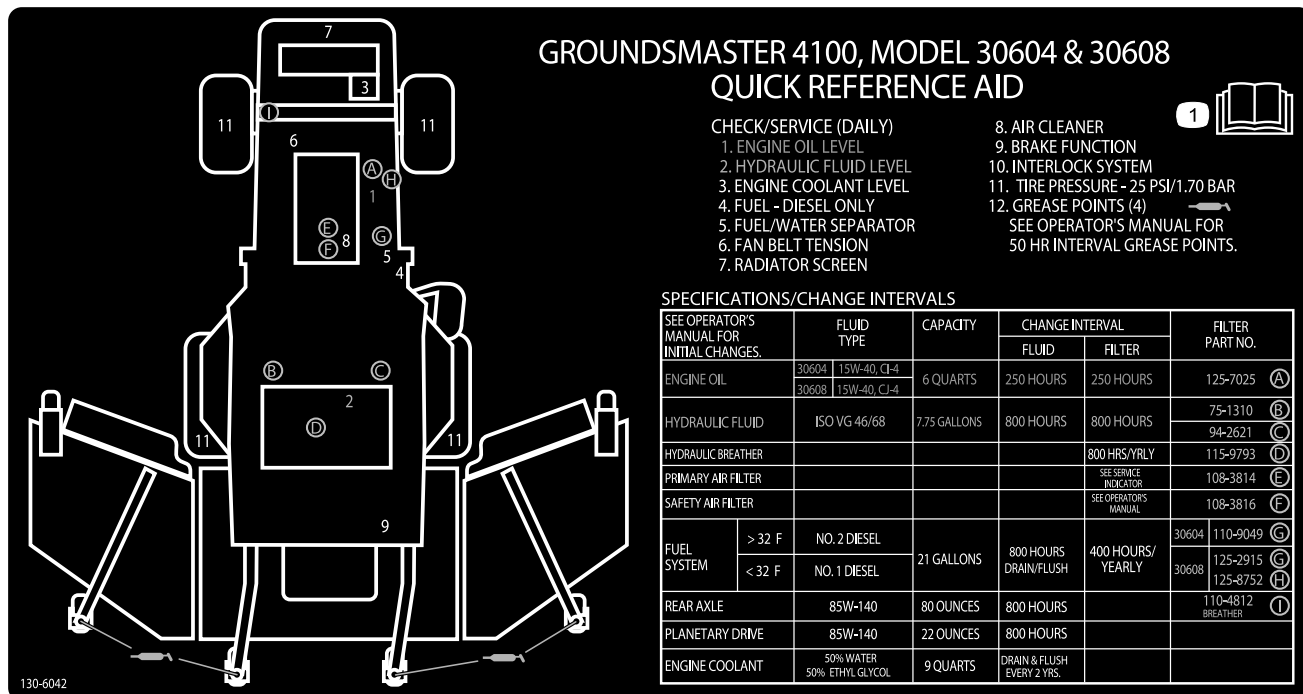 GROUNDSMASTER 4100, MODEL 30604 & 30608
QUICK REFERENCE AID
1
CHECK/SERVICE (DAILY)
1. ENGINE OIL LEVEL
2. HYDRAULIC FLUID LEVEL
3. ENGINE COOLANT LEVEL
4. FUEL - DIESEL ONLY
5. FUEL/WATER SEPARATOR
6. FAN BELT TENSION
7. RADIATOR SCREEN
8. AIR CLEANER
9. BRAKE FUNCTION
10. INTERLOCK SYSTEM
11. TIRE PRESSURE - 25 PSI/1.70 BAR
12. GREASE POINTS (4)
SEE OPERATOR'S MANUAL FOR
50 HR INTERVAL GREASE POINTS.
7
3
I
11
11
6
A
H
1
E
G
F
8
5
4
B
C
2
D
11
11
9
130-6042
SPECIFICATIONS/CHANGE INTERVALS
SEE OPERATOR'S
MANUAL FOR
INITIAL CHANGES.
FLUID
TYPE
CAPACITY
CHANGE INTERVAL
FLUID
FILTER
FILTER
PART NO.
ENGINE OIL
30604 15W-40, CI-4
30608 15W-40, CJ-4
6 QUARTS
250 HOURS
250 HOURS
125-7025 A
HYDRAULIC FLUID
ISO VG 46/68
7.75 GALLONS
800 HOURS
800 HOURS
75-1310 B
94-2621 C
HYDRAULIC BREATHER
800 HRS/YRLY
115-9793 D
PRIMARY AIR FILTER
SEE SERVICE
INDICATOR
108-3814 E
SAFETY AIR FILTER
SEE OPERATOR'S
MANUAL
108-3816 F
FUEL
SYSTEM
> 32 F
NO. 2 DIESEL
< 32 F
NO. 1 DIESEL
21 GALLONS
800 HOURS
DRAIN/FLUSH
400 HOURS/
YEARLY
30604 110-9049 G
30608
125-2915 G
125-8752 H
REAR AXLE
85W-140
80 OUNCES
800 HOURS
110-4812 I
BREATHER
PLANETARY DRIVE
85W-140
22 OUNCES
800 HOURS
ENGINE COOLANT
50% WATER
50% ETHYL GLYCOL
9 QUARTS
DRAIN & FLUSH
EVERY 2 YRS.